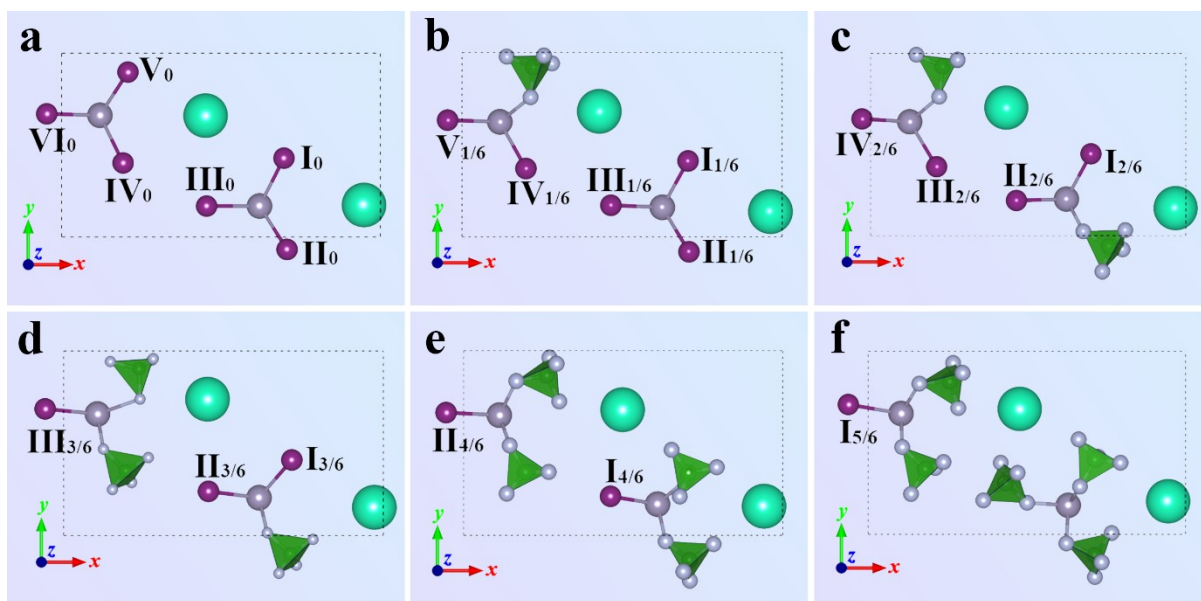 a
V0
VI0
IV0
I0
III0
II0
y
z
x
b
V1/6
IV1/6
I1/6
III1/6
II1/6
y
z
x
c
IV2/6
III2/6
I2/6
II2/6
y
z
x
d
III3/6
I3/6
II3/6
y
z
x
e
II4/6
I4/6
y
z
x
f
I5/6
y
z
x